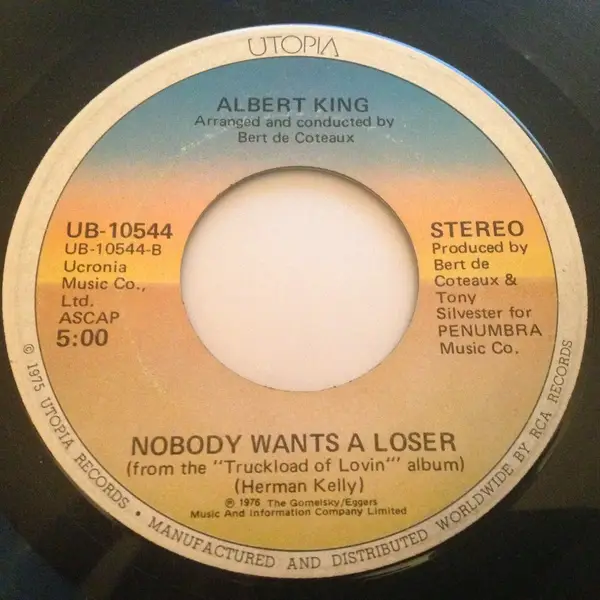 UTOPIA
ALBERT KING
Arranged and conducted by
Bert de Coteaux
UB-10544
UB-10544-B
Ucronia
Music Co.,
Ltd.
ASCAP
5:00
STEREO
Produced by
Bert de
Coteaux &
Tony
Silvester for
PENUMBRA
Music Co.
NOBODY WANTS A LOSER
(from the "Truckload of Lovin'" album)
(Herman Kelly)
℗ 1976 The Gomelsky/Eggers
Music And Information Company Limited
© 1975 UTOPIA RECORDS • MANUFACTURED AND DISTRIBUTED WORLDWIDE BY RCA RECORDS